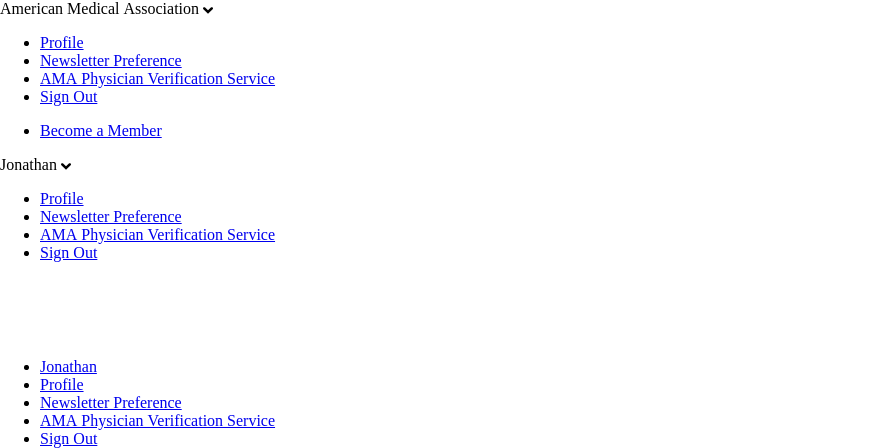 American Medical Association
Profile
Newsletter Preference
AMA Physician Verification Service
Sign Out
Become a Member
Jonathan
Profile
Newsletter Preference
AMA Physician Verification Service
Sign Out
Jonathan
Profile
Newsletter Preference
AMA Physician Verification Service
Sign Out